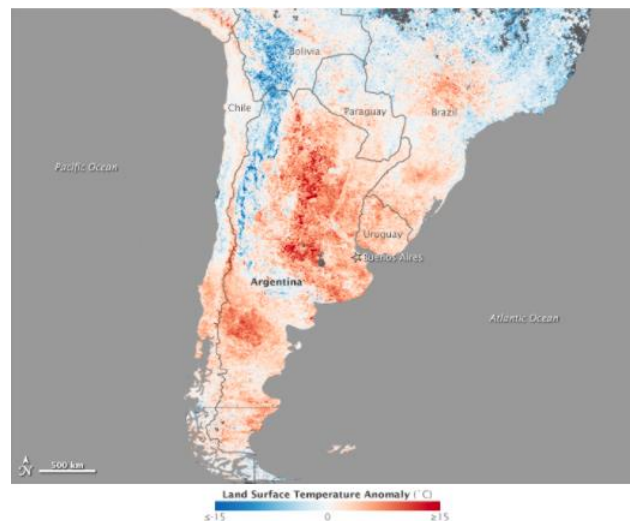 Bolivia
Chile
Paraguay
Brazil
Pacific Ocean
Uruguay
Buenos Aires
Argentina
Atlantic Ocean
N
500 km
Land Surface Temperature Anomaly (°C)
≤-15 0 ≥15